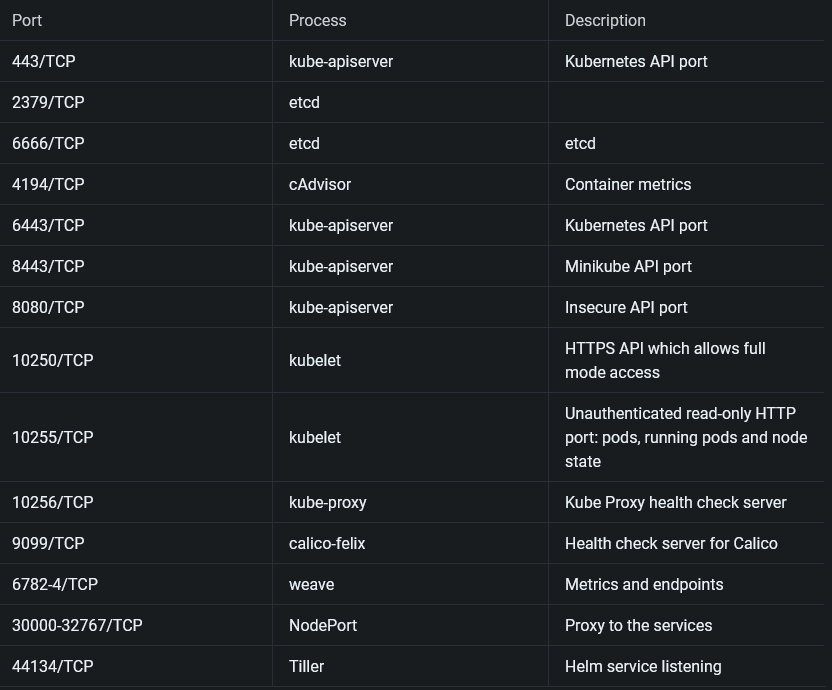 Port Process Description
443/TCP kube-apiserver Kubernetes API port
2379/TCP etcd
6666/TCP etcd etcd
4194/TCP cAdvisor Container metrics
6443/TCP kube-apiserver Kubernetes API port
8443/TCP kube-apiserver Minikube API port
8080/TCP kube-apiserver Insecure API port
10250/TCP kubelet HTTPS API which allows full
mode access
10255/TCP kubelet Unauthenticated read-only HTTP
port: pods, running pods and node
state
10256/TCP kube-proxy Kube Proxy health check server
9099/TCP calico-felix Health check server for Calico
6782-4/TCP weave Metrics and endpoints
30000-32767/TCP NodePort Proxy to the services
44134/TCP Tiller Helm service listening